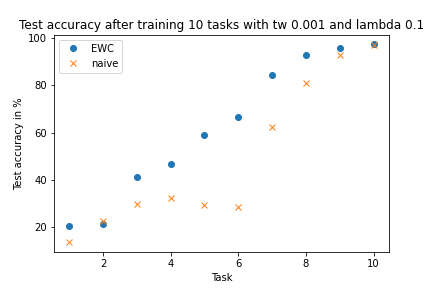 Test accuracy after training 10 tasks with tw 0.001 and lambda 0.1
100
80
60
40
20
2
4
6
8
10
EWC
naive
Test accuracy in %
Task